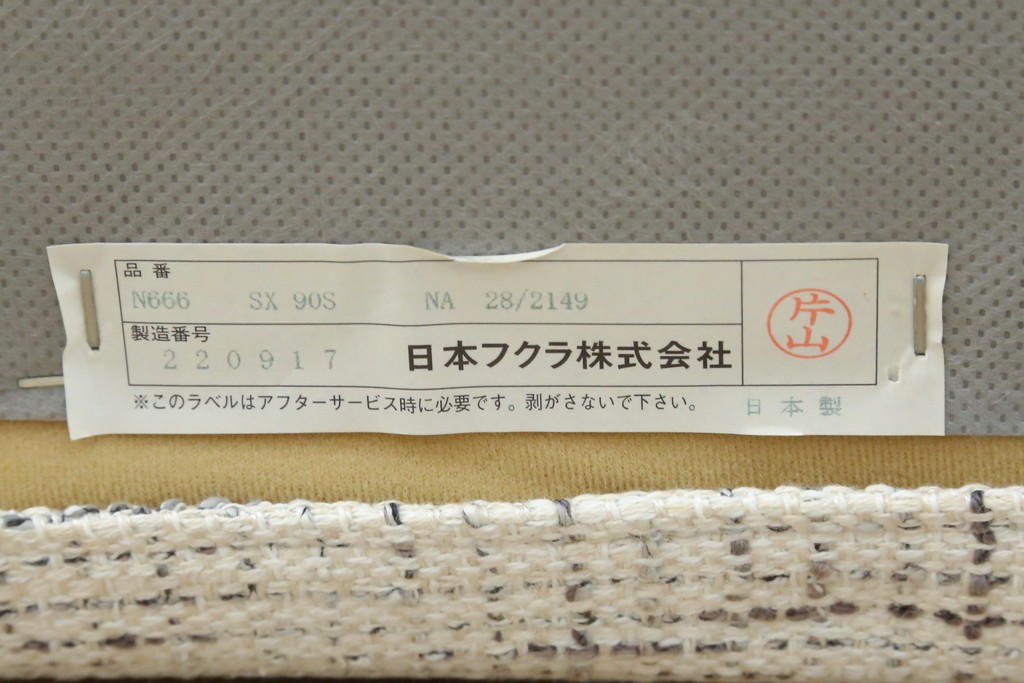 品番
N666 SX 90S NA 28/2149
製造番号
220917
日本フクラ株式会社
片山
※このラベルはアフターサービス時に必要です。剥がさないで下さい。
日本製